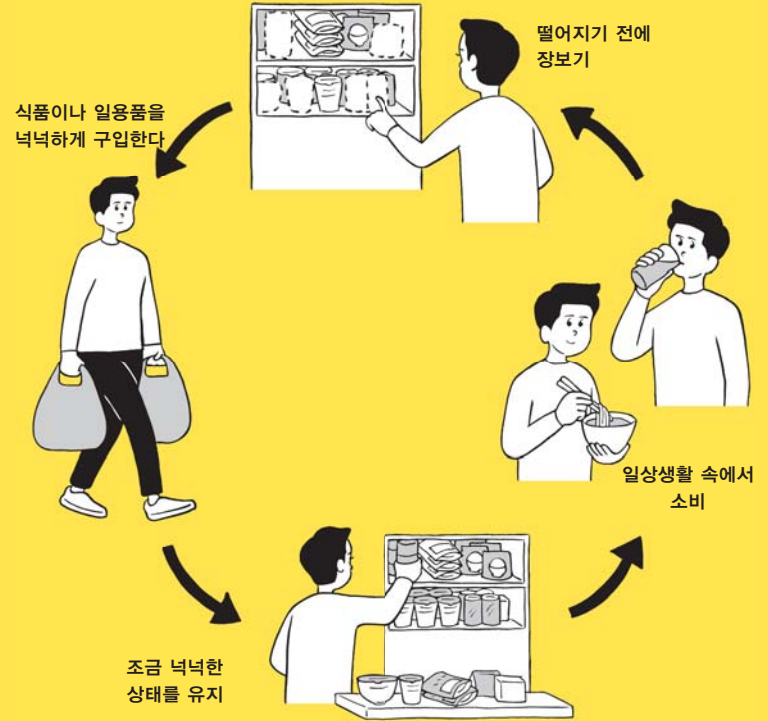 떨어지기 전에
장보기
식품이나 일용품을
넉넉하게 구입한다
일상생활 속에서
소비
조금 넉넉한
상태를 유지